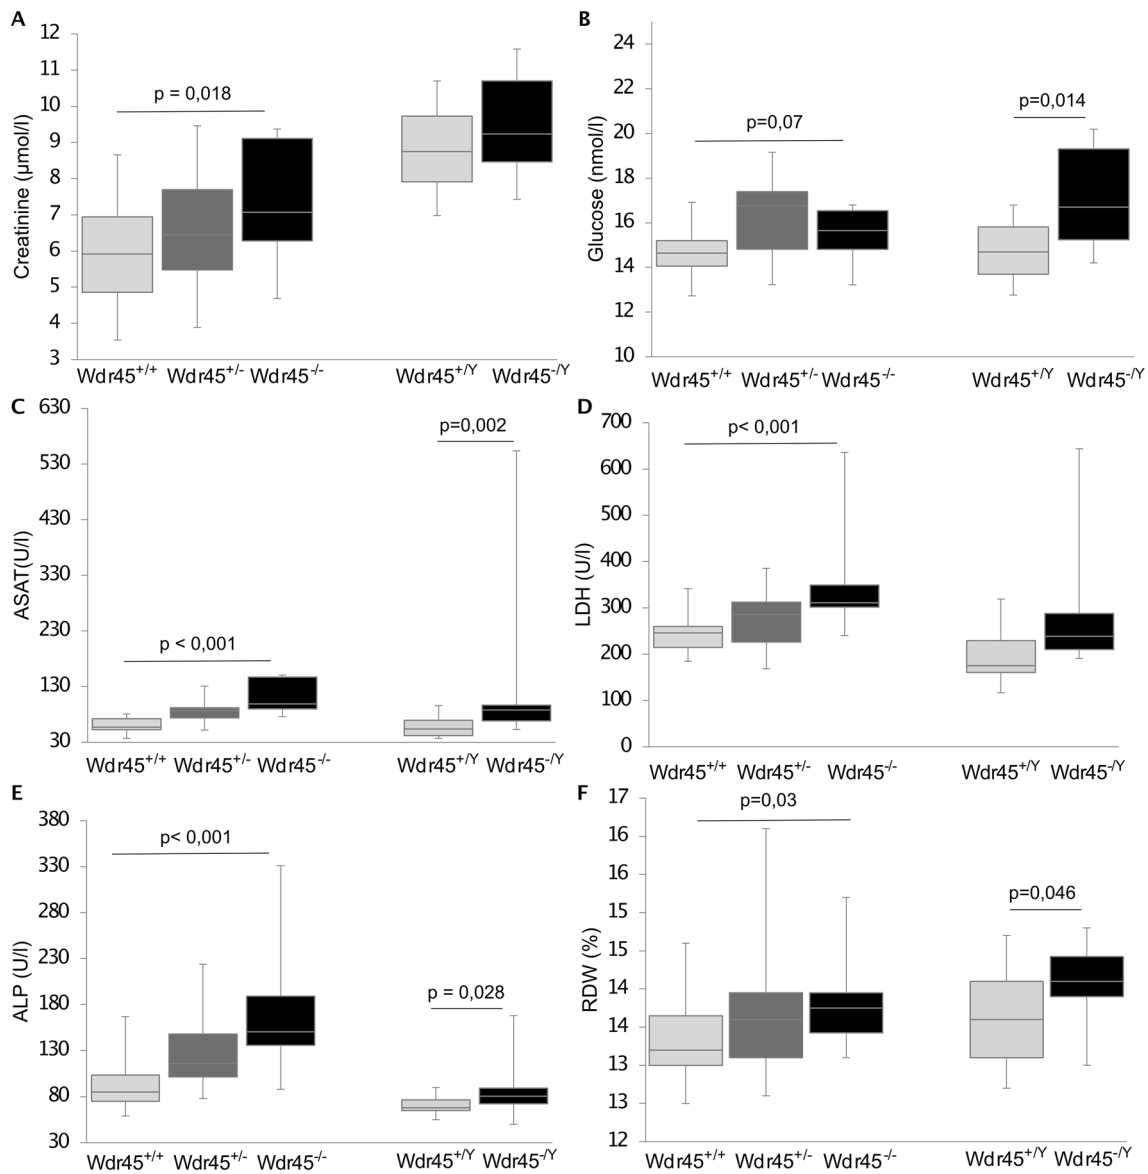 A
Creatinine (µmol/l)
12
11
10
9
8
7
6
5
4
3
p = 0,018
Wdr45+/+ Wdr45+/- Wdr45-/- Wdr45+/Y Wdr45-/Y
B
Glucose (nmol/l)
24
22
20
18
16
14
12
10
p=0,07
p=0,014
Wdr45+/+ Wdr45+/- Wdr45-/- Wdr45+/Y Wdr45-/Y
C
ASAT(U/l)
630
530
430
330
230
130
30
p < 0,001
p=0,002
Wdr45+/+ Wdr45+/- Wdr45-/- Wdr45+/Y Wdr45-/Y
D
LDH (U/l)
700
600
500
400
300
200
100
0
p< 0,001
Wdr45+/+ Wdr45+/- Wdr45-/- Wdr45+/Y Wdr45-/Y
E
ALP (U/l)
380
330
280
230
180
130
80
30
p< 0,001
p = 0,028
Wdr45+/+ Wdr45+/- Wdr45-/- Wdr45+/Y Wdr45-/Y
F
RDW (%)
17
16
16
15
15
14
14
13
13
12
p=0,03
p=0,046
Wdr45+/+ Wdr45+/- Wdr45-/- Wdr45+/Y Wdr45-/Y